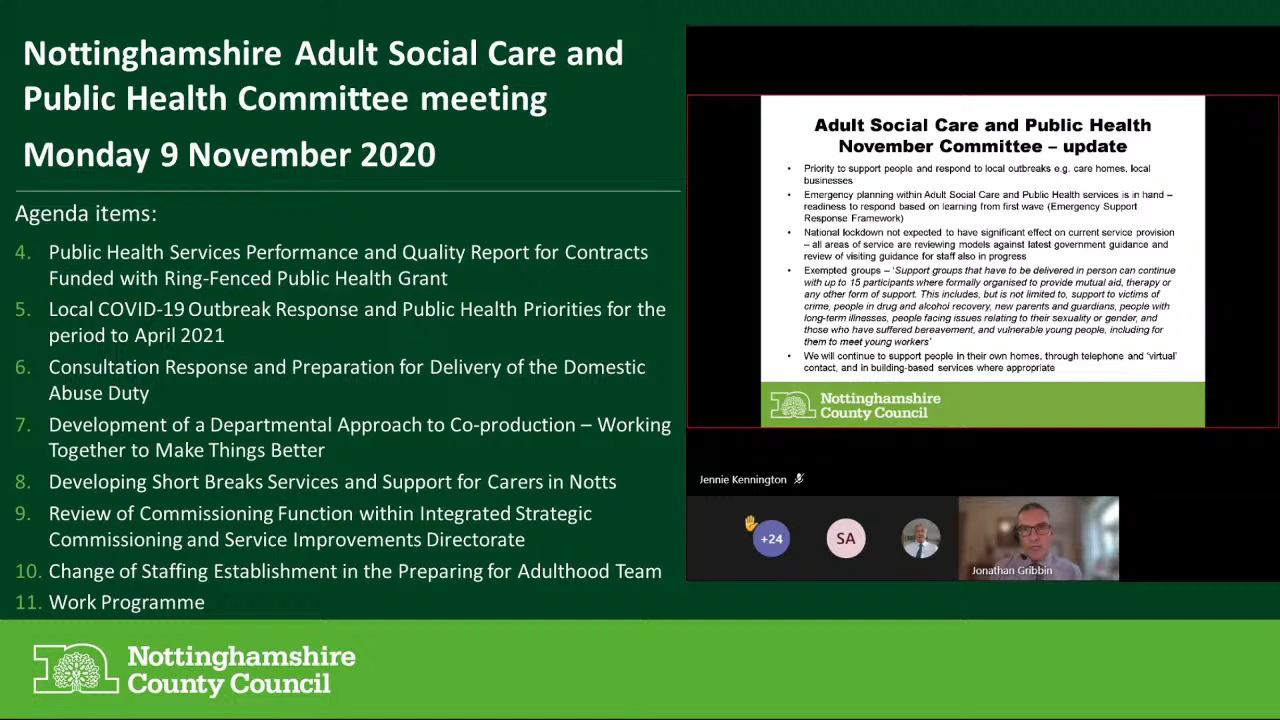 Nottinghamshire Adult Social Care and
Public Health Committee meeting
Monday 9 November 2020
Agenda items:
4. Public Health Services Performance and Quality Report for Contracts
Funded with Ring-Fenced Public Health Grant
5. Local COVID-19 Outbreak Response and Public Health Priorities for the
period to April 2021
6. Consultation Response and Preparation for Delivery of the Domestic
Abuse Duty
7. Development of a Departmental Approach to Co-production – Working
Together to Make Things Better
8. Developing Short Breaks Services and Support for Carers in Notts
9. Review of Commissioning Function within Integrated Strategic
Commissioning and Service Improvements Directorate
10. Change of Staffing Establishment in the Preparing for Adulthood Team
11. Work Programme
Nottinghamshire
County Council
Adult Social Care and Public Health
November Committee – update
• Priority to support people and respond to local outbreaks e.g. care homes, local
businesses
• Emergency planning within Adult Social Care and Public Health services is in hand –
readiness to respond based on learning from first wave (Emergency Support
Response Framework)
• National lockdown not expected to have significant effect on current service provision
– all areas of service are reviewing models against latest government guidance and
review of visiting guidance for staff also in progress
• Exempted groups – ‘Support groups that have to be delivered in person can continue
with up to 15 participants where formally organised to provide mutual aid, therapy or
any other form of support. This includes, but is not limited to, support to victims of
crime, people in drug and alcohol recovery, new parents and guardians, people with
long-term illnesses, people facing issues relating to their sexuality or gender, and
those who have suffered bereavement, and vulnerable young people, including for
them to meet young workers’
• We will continue to support people in their own homes, through telephone and ‘virtual’
contact, and in building-based services where appropriate
Nottinghamshire
County Council
Jennie Kennington
+24
SA
Jonathan Gribbin